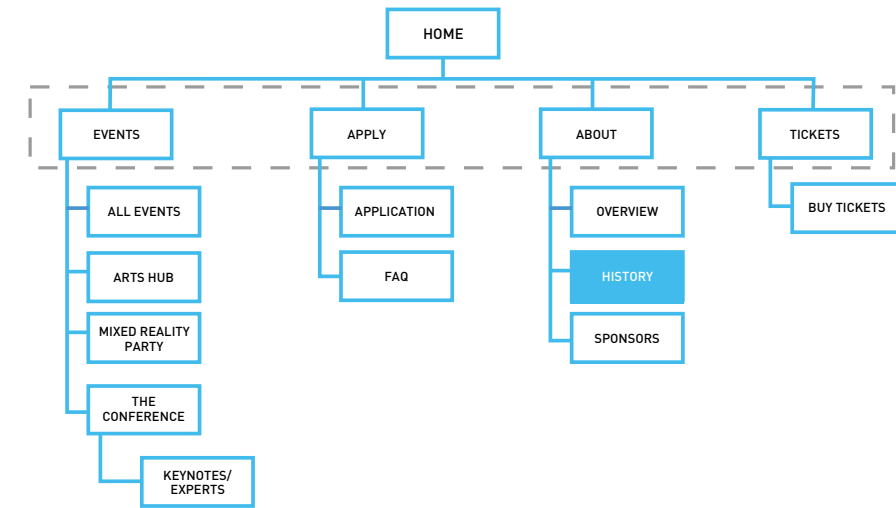 HOME
EVENTS
APPLY
ABOUT
TICKETS
ALL EVENTS
APPLICATION
OVERVIEW
BUY TICKETS
ARTS HUB
FAQ
HISTORY
MIXED REALITY
PARTY
SPONSORS
THE
CONFERENCE
KEYNOTES/
EXPERTS